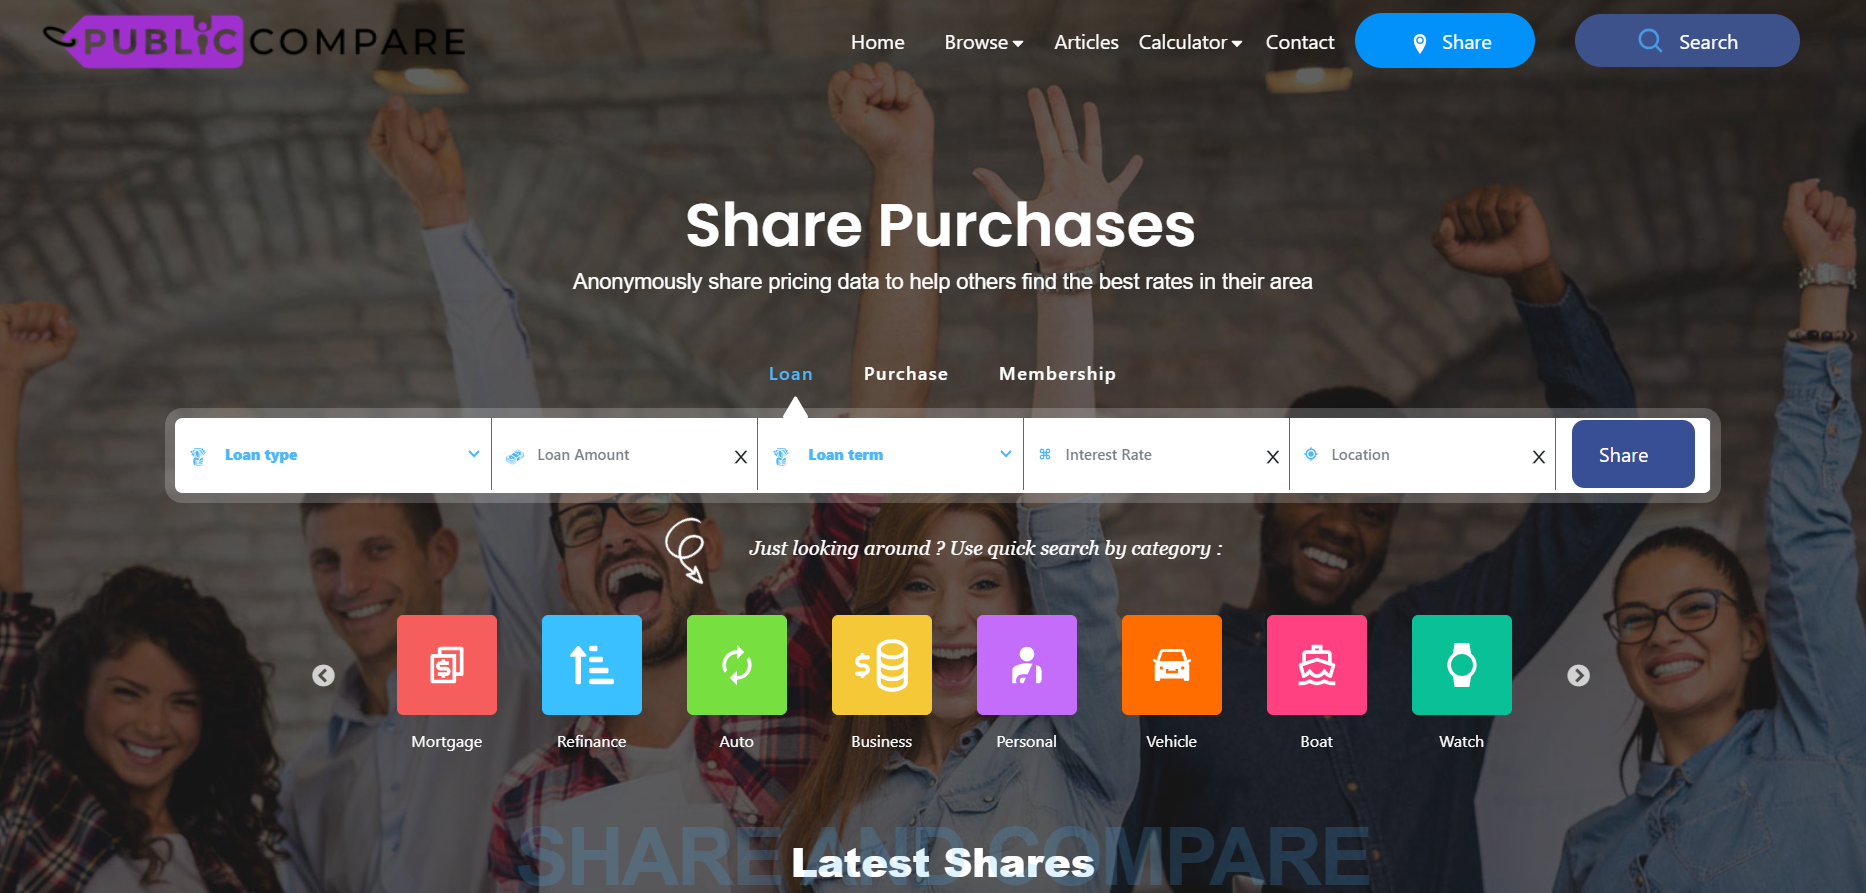 PUBLIC COMPARE
Home Browse Articles Calculator Contact Share Search
Share Purchases
Anonymously share pricing data to help others find the best rates in their area
Loan Purchase Membership
Loan type Loan Amount X Loan term Interest Rate X Location X Share
Just looking around ? Use quick search by category :
Mortgage Refinance Auto Business Personal Vehicle Boat Watch
SHARE AND COMPARE
Latest Shares